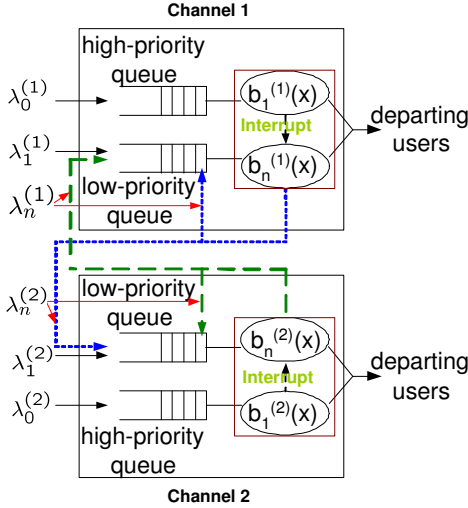 Channel 1
high-priority
queue
λ₀⁽¹⁾
b₁⁽¹⁾(x)
Interrupt
departing
users
λ₁⁽¹⁾
bₙ⁽¹⁾(x)
λₙ⁽¹⁾
low-priority
queue
λₙ⁽²⁾
low-priority
queue
λ₁⁽²⁾
bₙ⁽²⁾(x)
Interrupt
departing
users
λ₀⁽²⁾
b₁⁽²⁾(x)
high-priority
queue
Channel 2